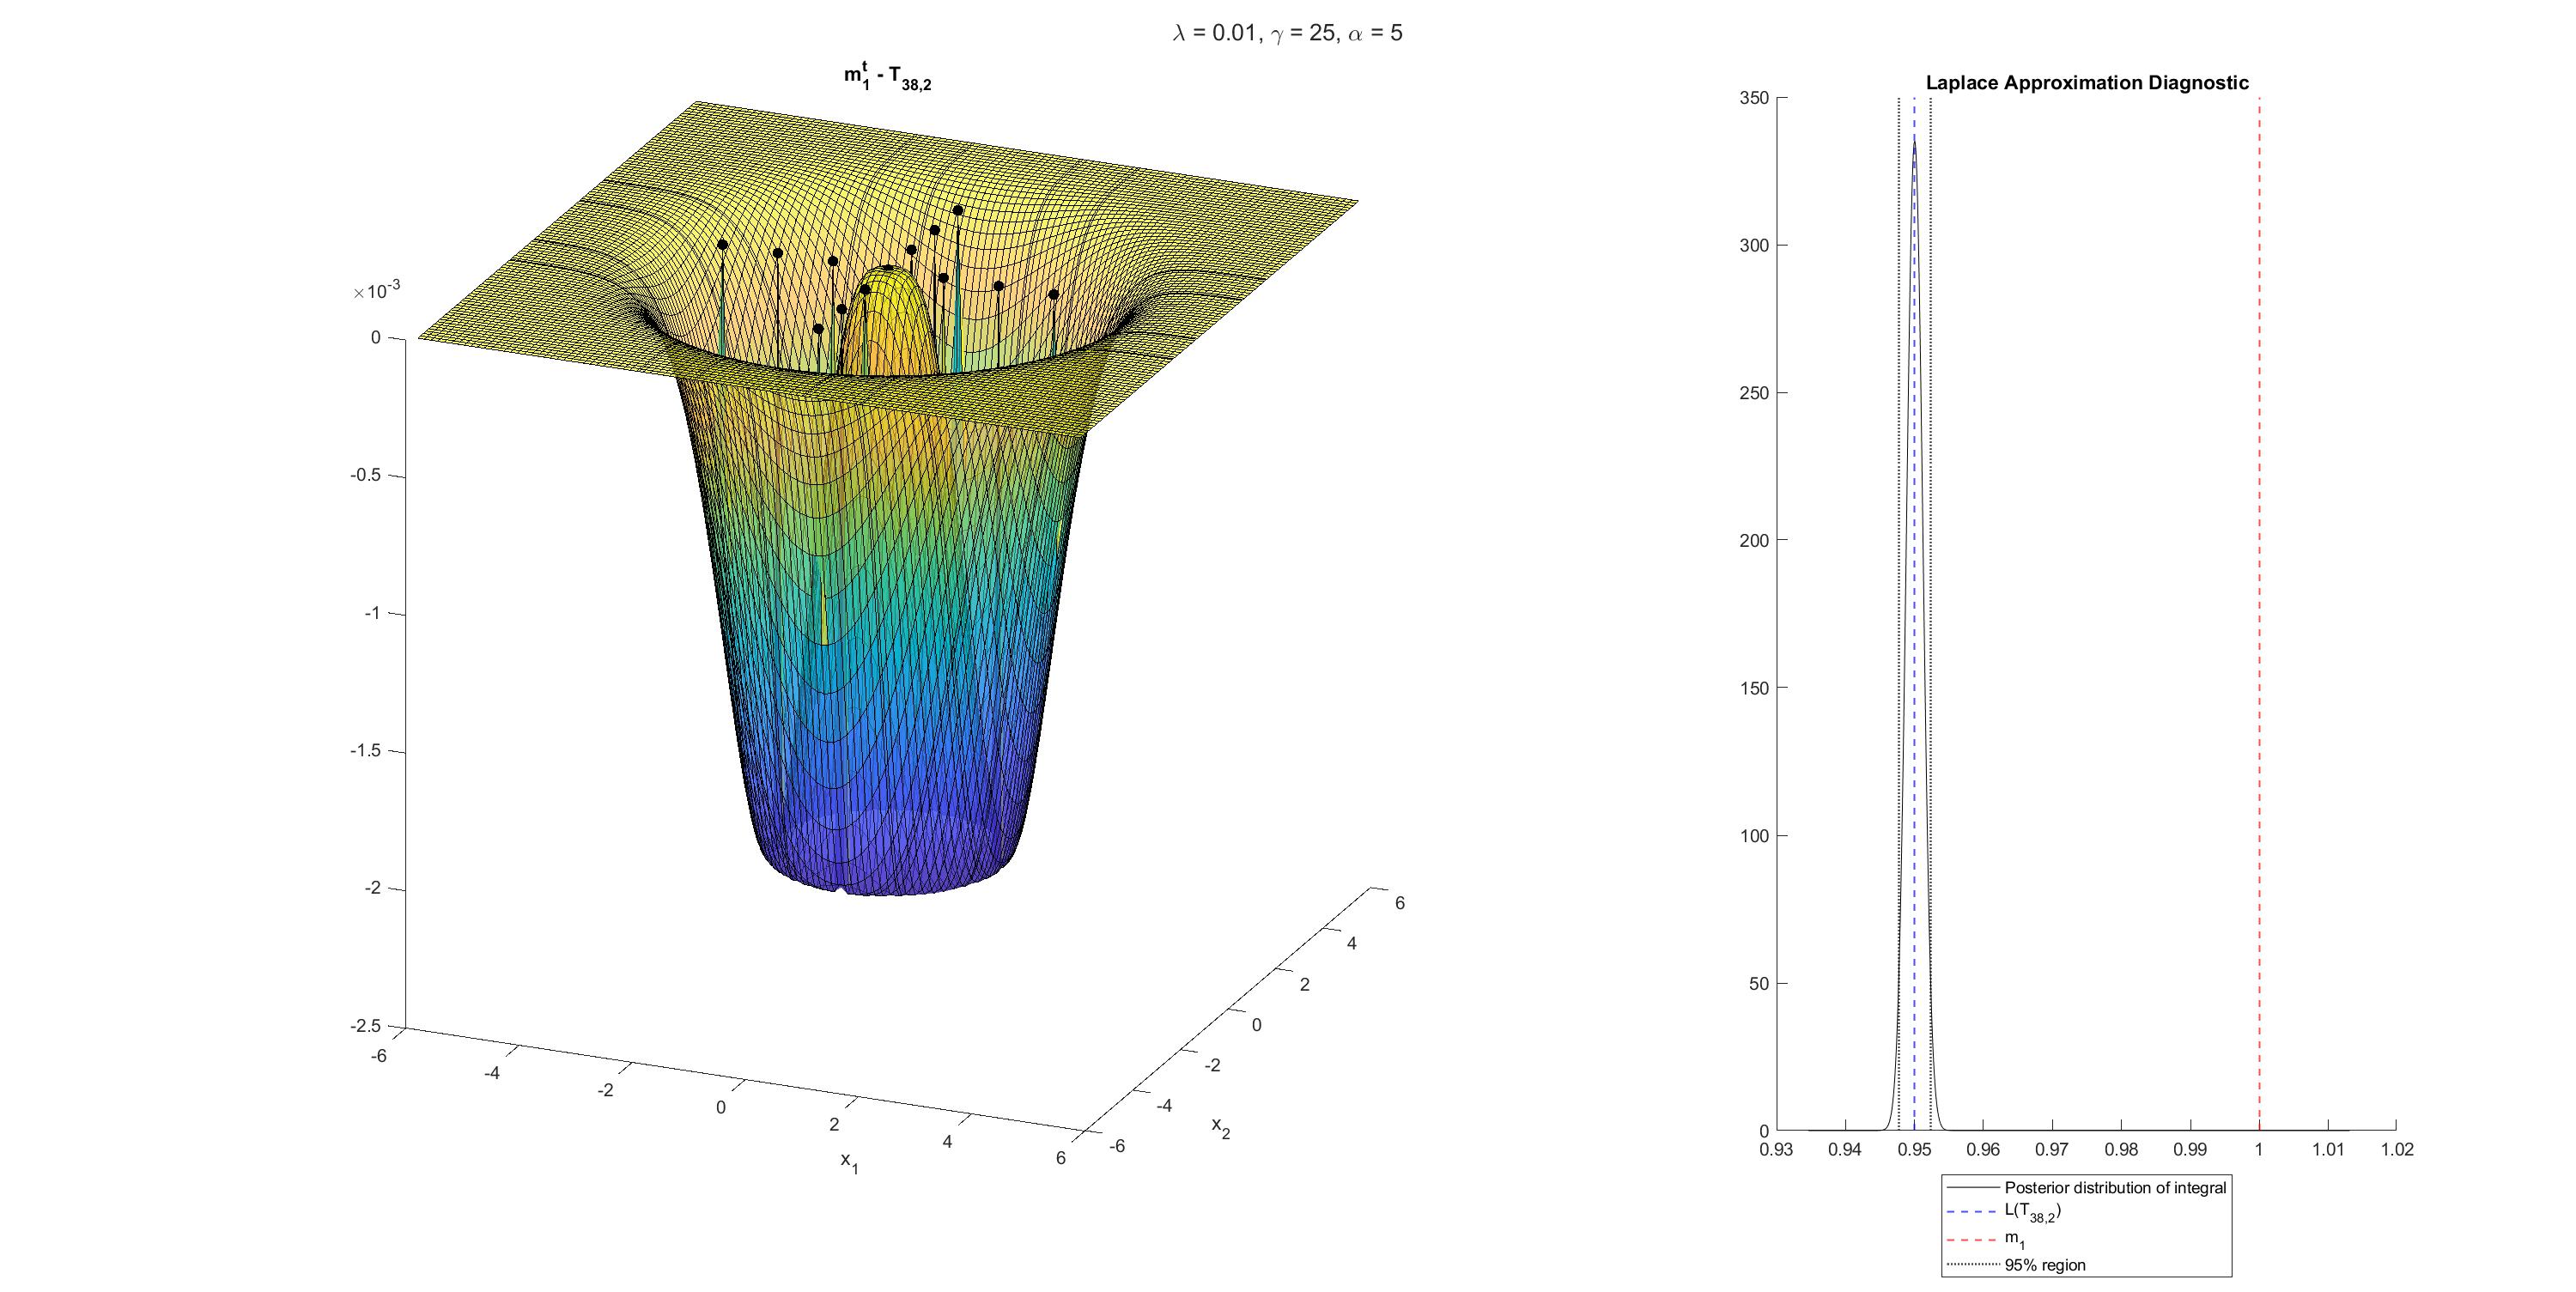 λ = 0.01, γ = 25, α = 5
m₁ᵗ - T₃₈,₂
×10⁻³
0
-0.5
-1
-1.5
-2
-2.5
-6
-4
-2
0
2
4
6
x₁
-6
-4
-2
0
2
4
6
x₂
Laplace Approximation Diagnostic
350
300
250
200
150
100
50
0
0.93 0.94 0.95 0.96 0.97 0.98 0.99 1 1.01 1.02
Posterior distribution of integral
L(T₃₈,₂)
m₁
95% region